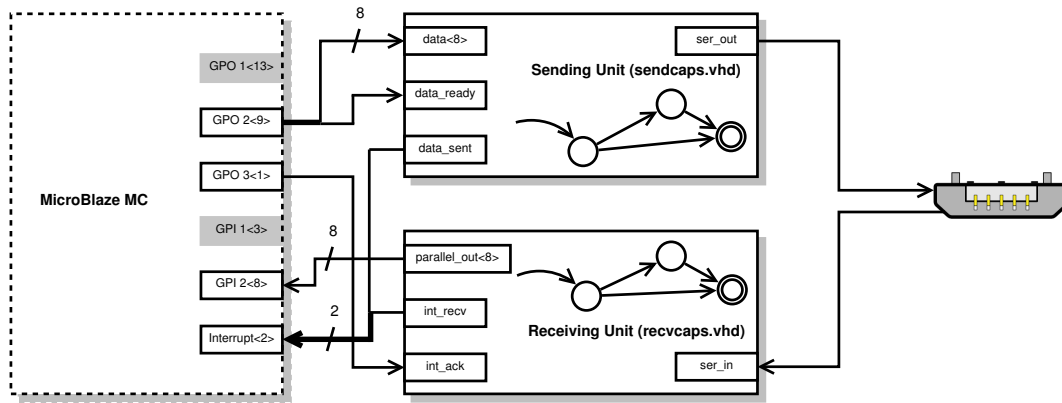 MicroBlaze MC
GPO 1<13>
GPO 2<9>
GPO 3<1>
GPI 1<3>
GPI 2<8>
Interrupt<2>
8
8
2
data<8>
data_ready
data_sent
ser_out
Sending Unit (sendcaps.vhd)
parallel_out<8>
int_recv
int_ack
Receiving Unit (recvcaps.vhd)
ser_in